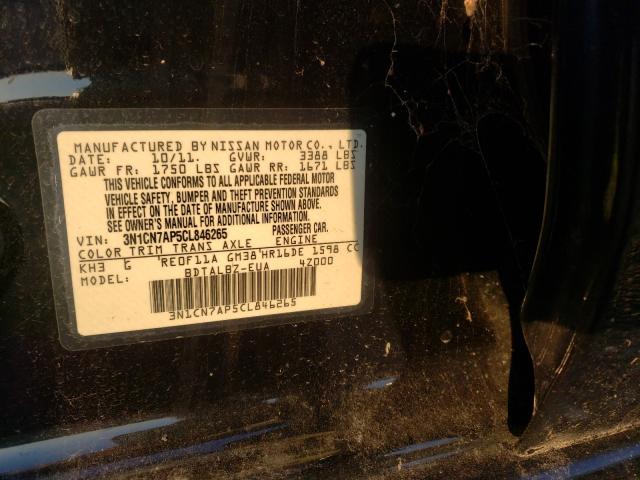 MANUFACTURED BY NISSAN MOTOR CO., LTD.
DATE: 10/11. GVWR: 3388 LBS
GAWR FR: 1750 LBS GAWR RR: 1671 LBS
THIS VEHICLE CONFORMS TO ALL APPLICABLE FEDERAL MOTOR
VEHICLE SAFETY, BUMPER AND THEFT PREVENTION STANDARDS
IN EFFECT ON THE DATE OF MANUFACTURE SHOWN ABOVE.
SEE OWNER'S MANUAL FOR ADDITIONAL INFORMATION.
VIN: 3N1CN7AP5CL846265 PASSENGER CAR
COLOR TRIM TRANS AXLE ENGINE
KH3 G 'RE0F11A GM38'HR16DE 1598 CC
MODEL: BDTALBZ-EUA 4Z000
3N1CN7AP5CL846265